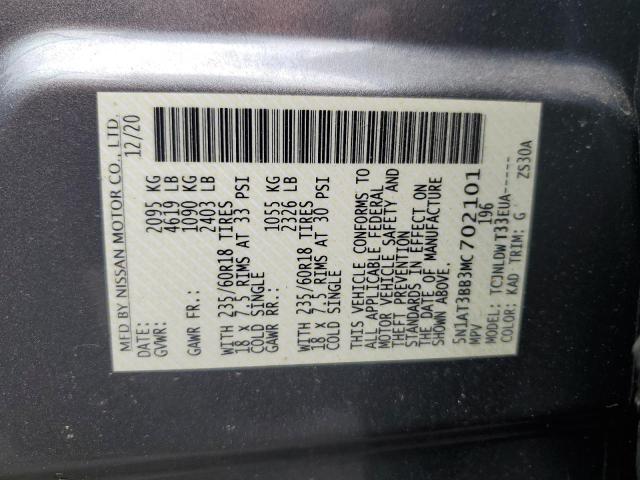 MFD BY NISSAN MOTOR CO., LTD.
DATE: 12/20
GVWR: 2095 KG
4619 LB
GAWR FR.: 1090 KG
2403 LB
WITH 235/60R18 TIRES
18 X 7.5 RIMS AT 33 PSI
COLD SINGLE
GAWR RR.: 1055 KG
2326 LB
WITH 235/60R18 TIRES
18 X 7.5 RIMS AT 30 PSI
COLD SINGLE
THIS VEHICLE CONFORMS TO
ALL APPLICABLE FEDERAL
MOTOR VEHICLE SAFETY AND
THEFT PREVENTION
STANDARDS IN EFFECT ON
THE DATE OF MANUFACTURE
SHOWN ABOVE.
5N1AT3BB3MC702101
MPV 196
MODEL: TCJNLDWT33EUA-----
COLOR: KAD TRIM: G ZS30A